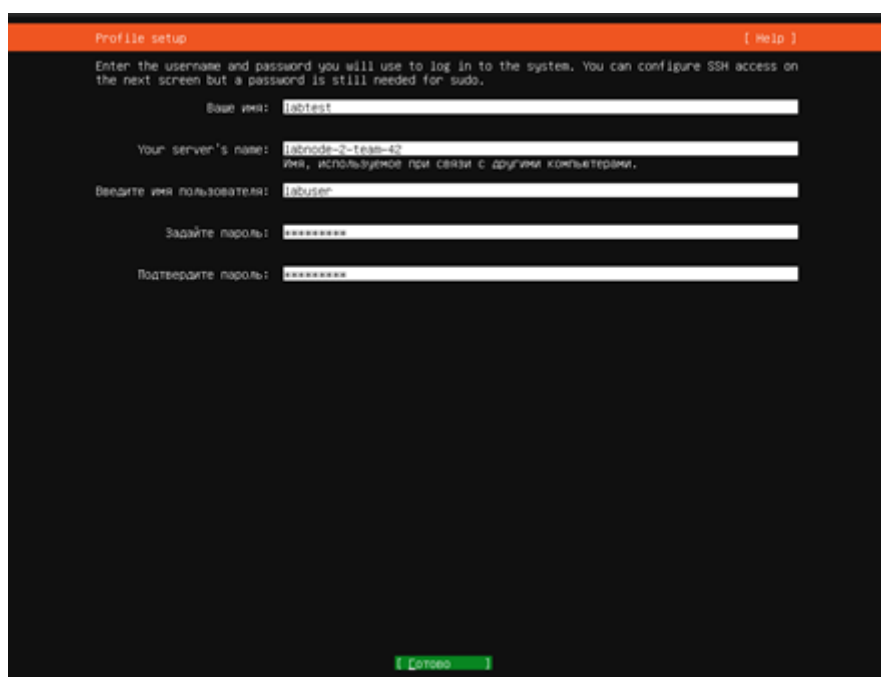 Profile setup [ Help ]
Enter the username and password you will use to log in to the system. You can configure SSH access on
the next screen but a password is still needed for sudo.
Ваше имя: labtest
Your server's name: labnode-2-team-42
Имя, используемое при связи с другими компьютерами.
Введите имя пользователя: labuser
Задайте пароль: *********
Подтвердите пароль: *********
[ Готово ]